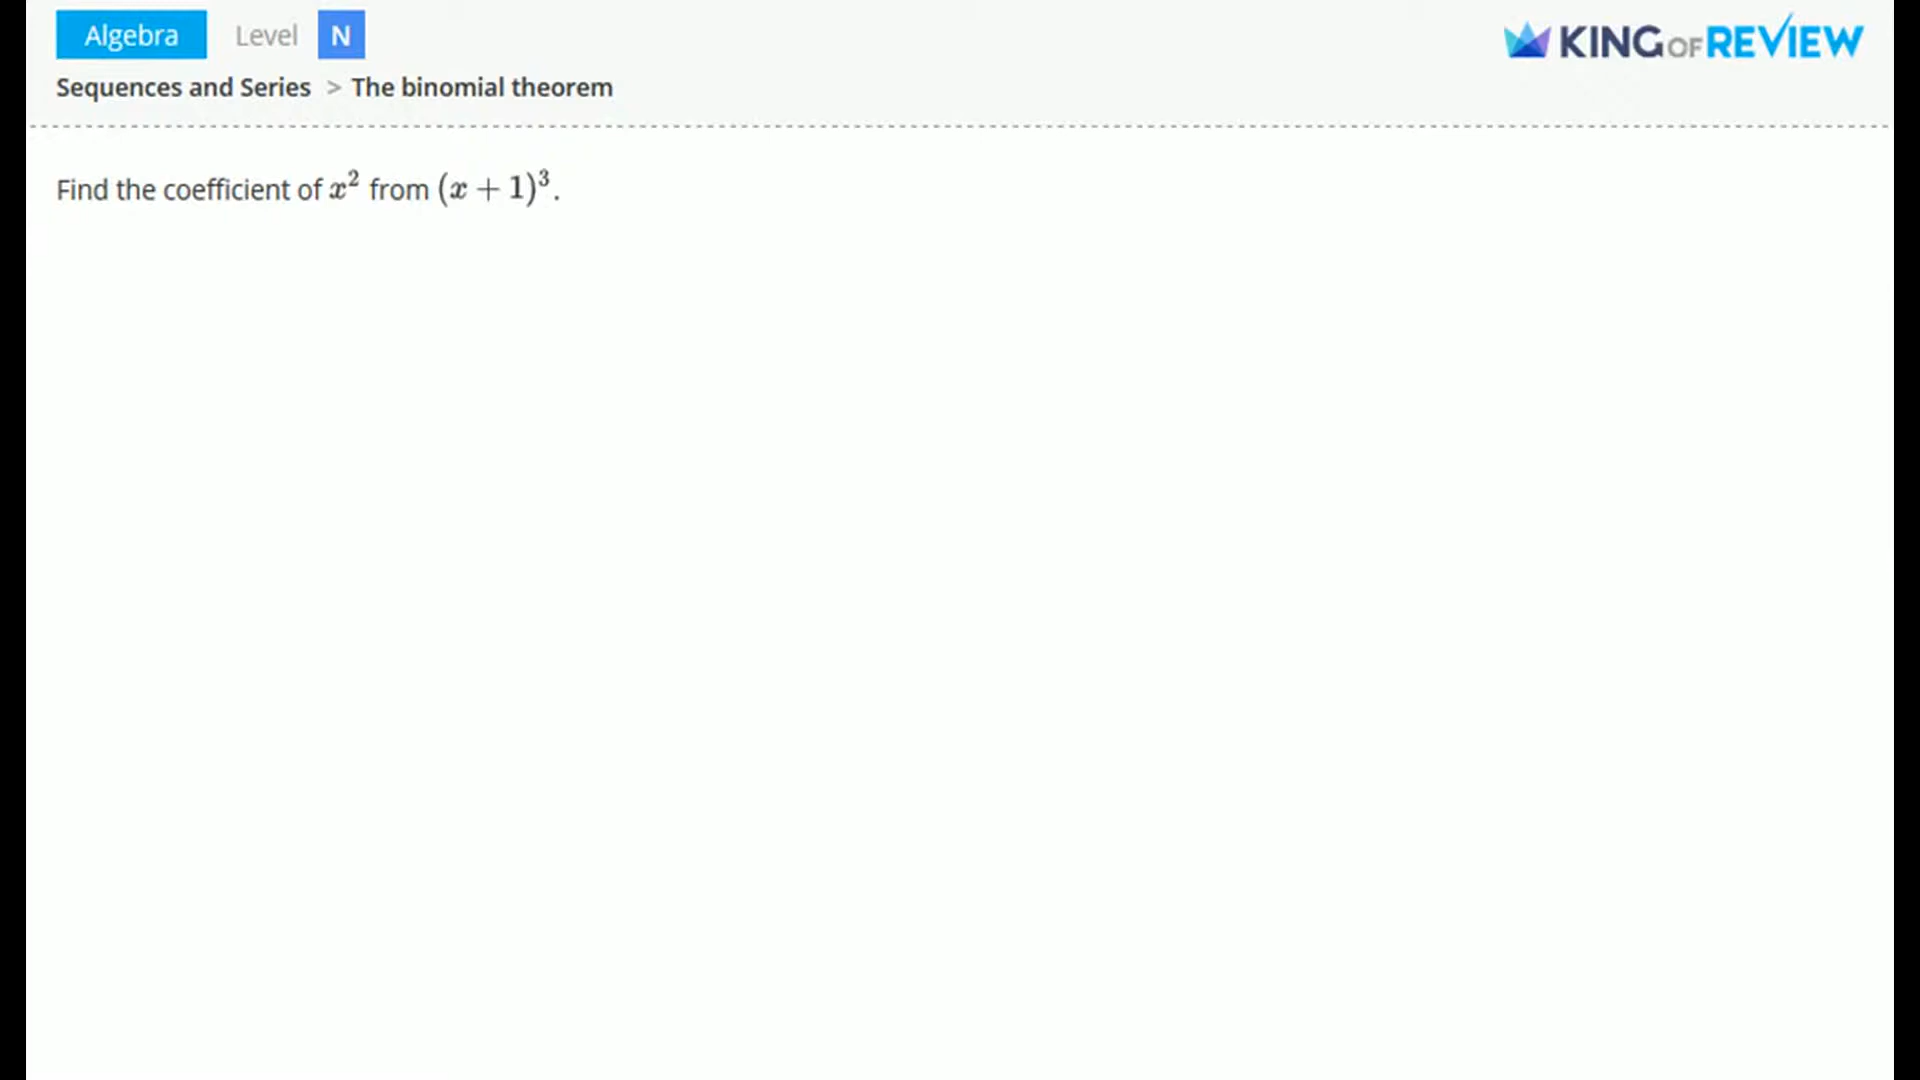 Algebra Level N KINGOFREVIEW
Sequences and Series > The binomial theorem
Find the coefficient of x² from (x + 1)³.